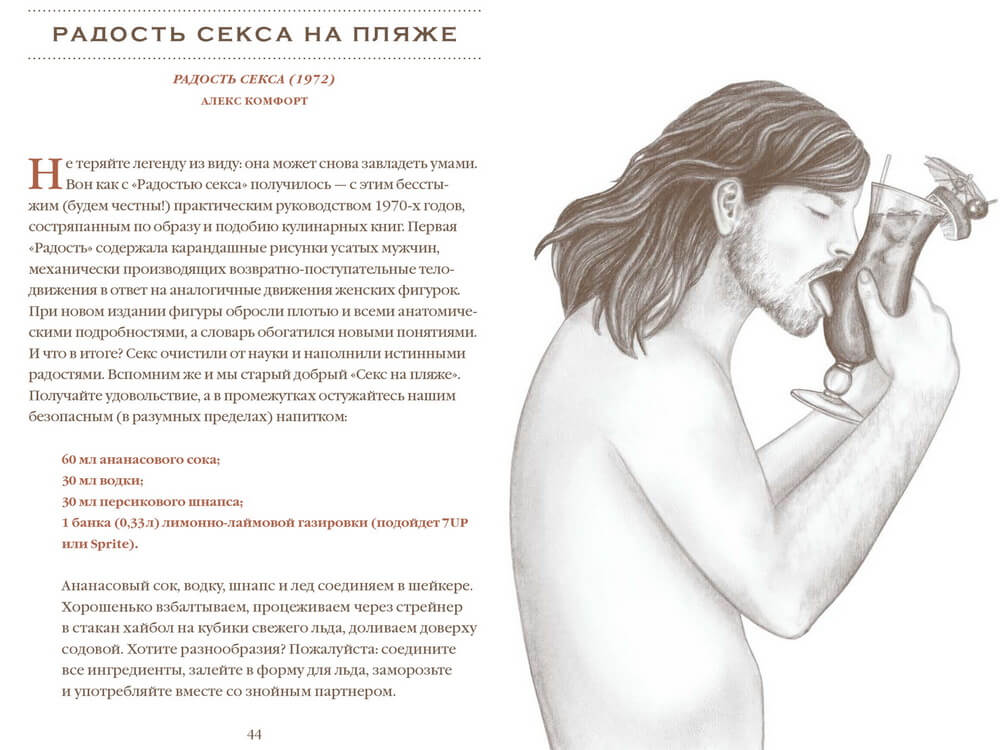 РАДОСТЬ СЕКСА НА ПЛЯЖЕ
РАДОСТЬ СЕКСА (1972)
АЛЕКС КОМФОРТ
Не теряйте легенду из виду: она может снова завладеть умами.
Вон как с «Радостью секса» получилось — с этим бессты-
жим (будем честны!) практическим руководством 1970-х годов,
состряпанным по образу и подобию кулинарных книг. Первая
«Радость» содержала карандашные рисунки усатых мужчин,
механически производящих возвратно-поступательные тело-
движения в ответ на аналогичные движения женских фигурок.
При новом издании фигуры обросли плотью и всеми анатомиче-
скими подробностями, а словарь обогатился новыми понятиями.
И что в итоге? Секс очистили от науки и наполнили истинными
радостями. Вспомним же и мы старый добрый «Секс на пляже».
Получайте удовольствие, а в промежутках остужайтесь нашим
безопасным (в разумных пределах) напитком:
60 мл ананасового сока;
30 мл водки;
30 мл персикового шнапса;
1 банка (0,33 л) лимонно-лаймовой газировки (подойдет 7UP
или Sprite).
Ананасовый сок, водку, шнапс и лед соединяем в шейкере.
Хорошенько взбалтываем, процеживаем через стрейнер
в стакан хайбол на кубики свежего льда, доливаем доверху
содовой. Хотите разнообразия? Пожалуйста: соедините
все ингредиенты, залейте в форму для льда, заморозьте
и употребляйте вместе со знойным партнером.
44